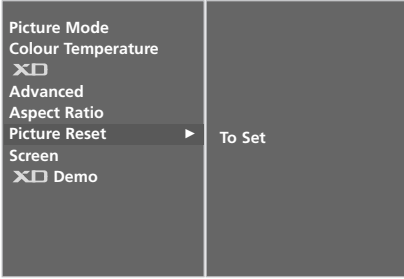 Picture Mode
Colour Temperature
XD
Advanced
Aspect Ratio
Picture Reset ►
To Set
Screen
XD Demo